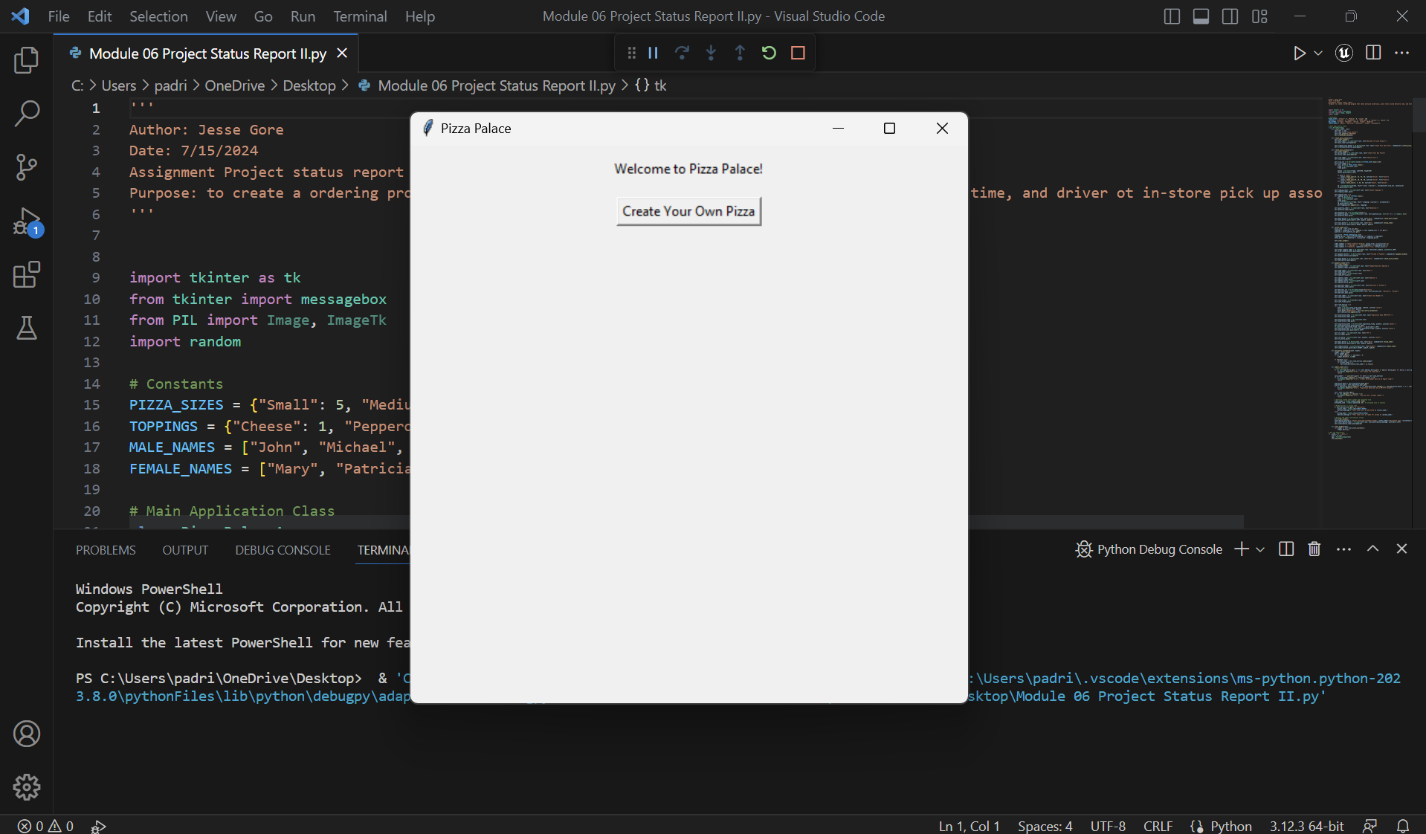 File Edit Selection View Go Run Terminal Help Module 06 Project Status Report II.py - Visual Studio Code
Module 06 Project Status Report II.py
C: > Users > padri > OneDrive > Desktop > Module 06 Project Status Report II.py > {} tk
1 '''
2 Author: Jesse Gore
3 Date: 7/15/2024
4 Assignment Project status report
5 Purpose: to create a ordering pro time, and driver ot in-store pick up asso
6 '''
7
8
9 import tkinter as tk
10 from tkinter import messagebox
11 from PIL import Image, ImageTk
12 import random
13
14 # Constants
15 PIZZA_SIZES = {"Small": 5, "Mediu
16 TOPPINGS = {"Cheese": 1, "Pepperc
17 MALE_NAMES = ["John", "Michael",
18 FEMALE_NAMES = ["Mary", "Patricia
19
20 # Main Application Class
Pizza Palace
Welcome to Pizza Palace!
Create Your Own Pizza
1
PROBLEMS OUTPUT DEBUG CONSOLE TERMINA Python Debug Console
Windows PowerShell
Copyright (C) Microsoft Corporation. All
Install the latest PowerShell for new fea
PS C:\Users\padri\OneDrive\Desktop> & 'C :\Users\padri\.vscode\extensions\ms-python.python-202
3.8.0\pythonFiles\lib\python\debugpy\adap sktop\Module 06 Project Status Report II.py'
0 0 Ln 1, Col 1 Spaces: 4 UTF-8 CRLF {} Python 3.12.3 64-bit